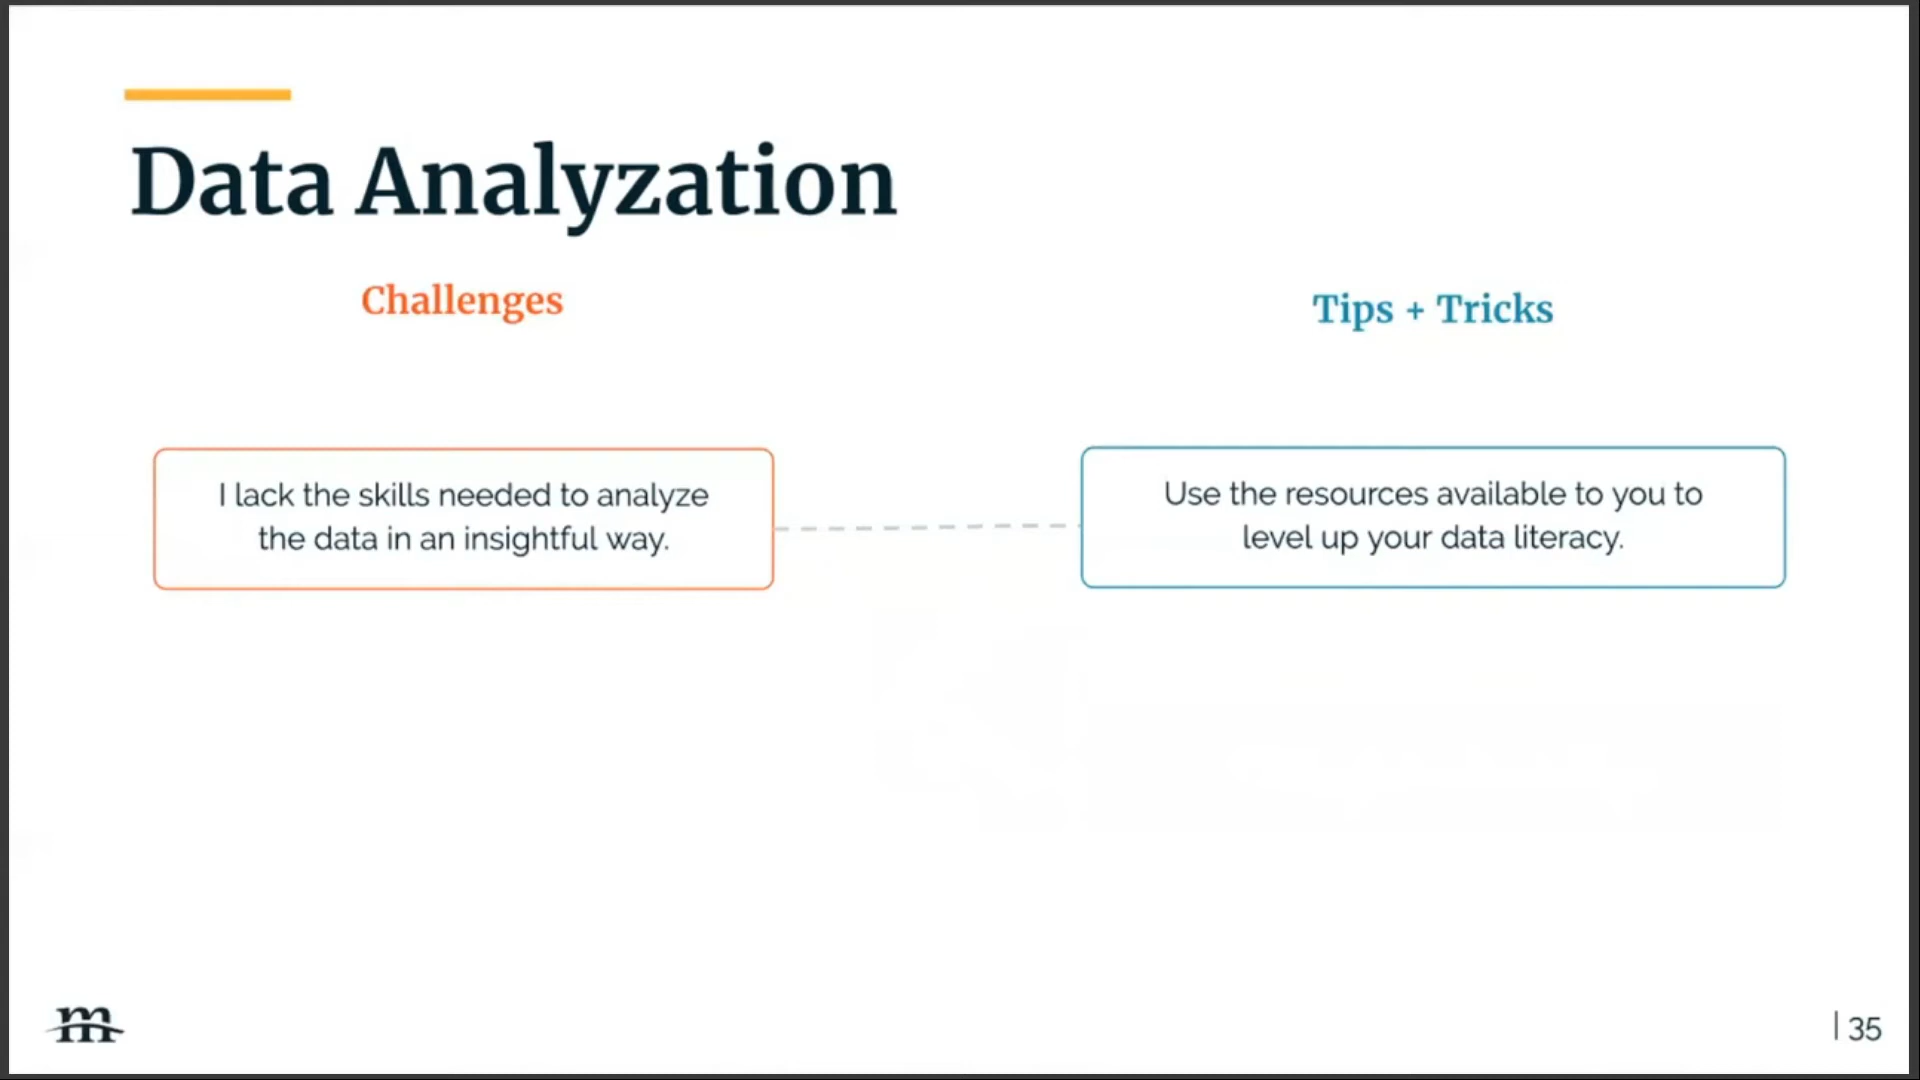 Data Analyzation
Challenges
Tips + Tricks
I lack the skills needed to analyze
the data in an insightful way.
Use the resources available to you to
level up your data literacy.
m
| 35